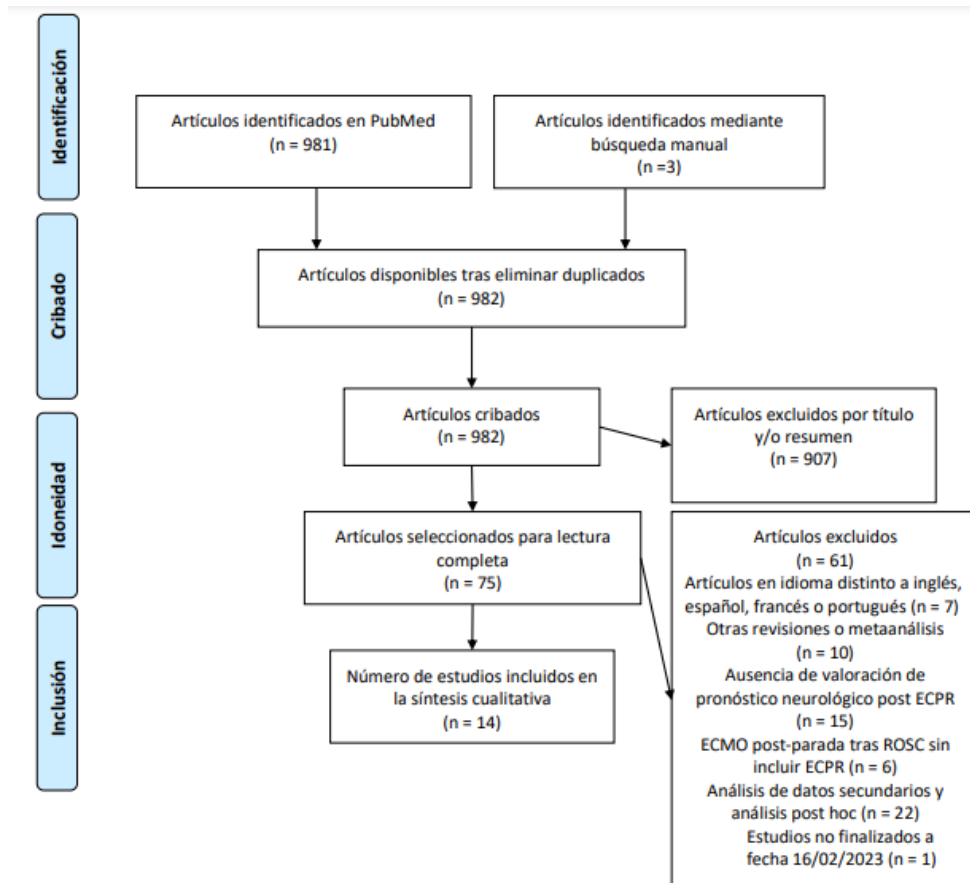 Identificación
Artículos identificados en PubMed
(n = 981)
Artículos identificados mediante
búsqueda manual
(n =3)
Cribado
Artículos disponibles tras eliminar duplicados
(n = 982)
Artículos cribados
(n = 982)
Artículos excluidos por título
y/o resumen
(n = 907)
Idoneidad
Artículos seleccionados para lectura
completa
(n = 75)
Artículos excluidos
(n = 61)
Artículos en idioma distinto a inglés,
español, francés o portugués (n = 7)
Otras revisiones o metaanálisis
(n = 10)
Ausencia de valoración de
pronóstico neurológico post ECPR
(n = 15)
ECMO post-parada tras ROSC sin
incluir ECPR (n = 6)
Análisis de datos secundarios y
análisis post hoc (n = 22)
Estudios no finalizados a
fecha 16/02/2023 (n = 1)
Inclusión
Número de estudios incluidos en
la síntesis cualitativa
(n = 14)